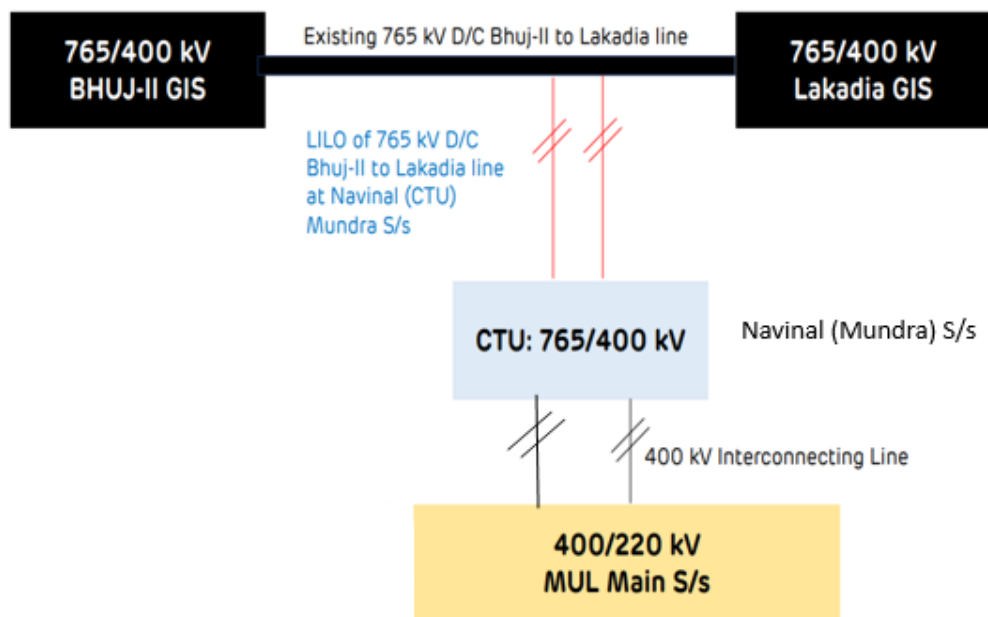 765/400 kV
BHUJ-II GIS
Existing 765 kV D/C Bhuj-II to Lakadia line
765/400 kV
Lakadia GIS
LILO of 765 kV D/C
Bhuj-II to Lakadia line
at Navinal (CTU)
Mundra S/s
CTU: 765/400 kV
Navinal (Mundra) S/s
400 kV Interconnecting Line
400/220 kV
MUL Main S/s